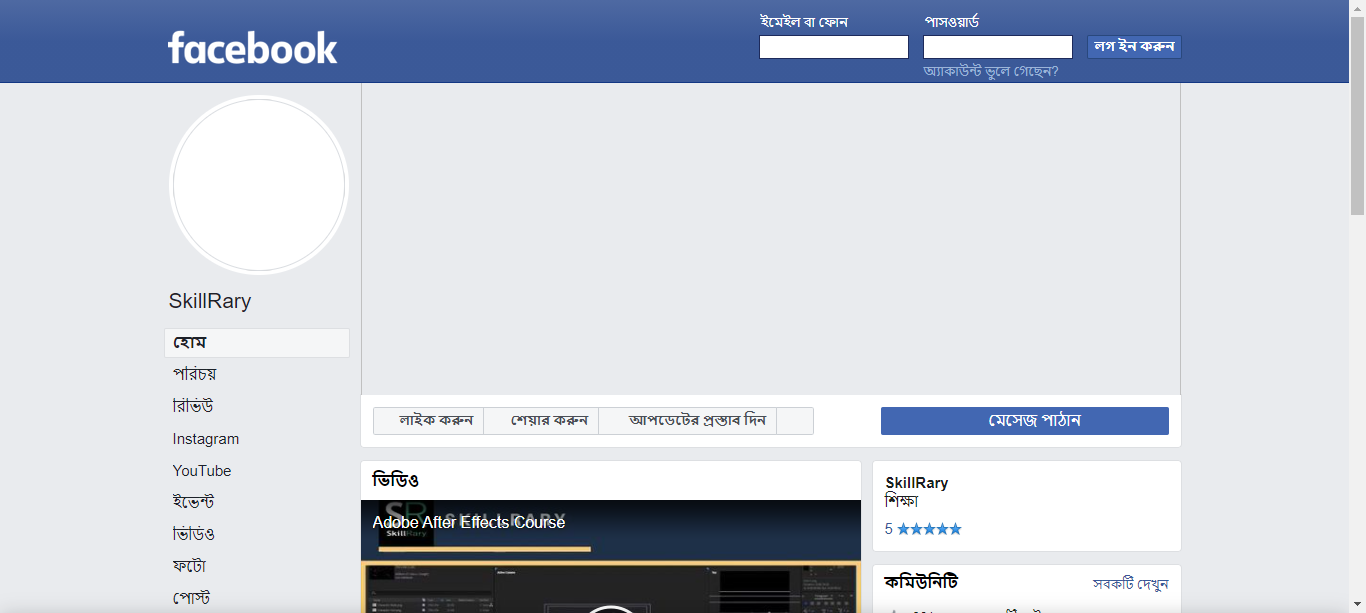 facebook
ইমেইল বা ফোন
পাসওয়ার্ড
লগ ইন করুন
অ্যাকাউন্ট ভুলে গেছেন?
SkillRary
হোম
পরিচয়
রিভিউ
Instagram
YouTube
ইভেন্ট
ভিডিও
ফটো
পোস্ট
লাইক করুন
শেয়ার করুন
আপডেটের প্রস্তাব দিন
মেসেজ পাঠান
ভিডিও
SR SKILLRARY
SkillRary
Adobe After Effects Course
SkillRary
শিক্ষা
5 ★★★★★
কমিউনিটি
সবকটি দেখুন